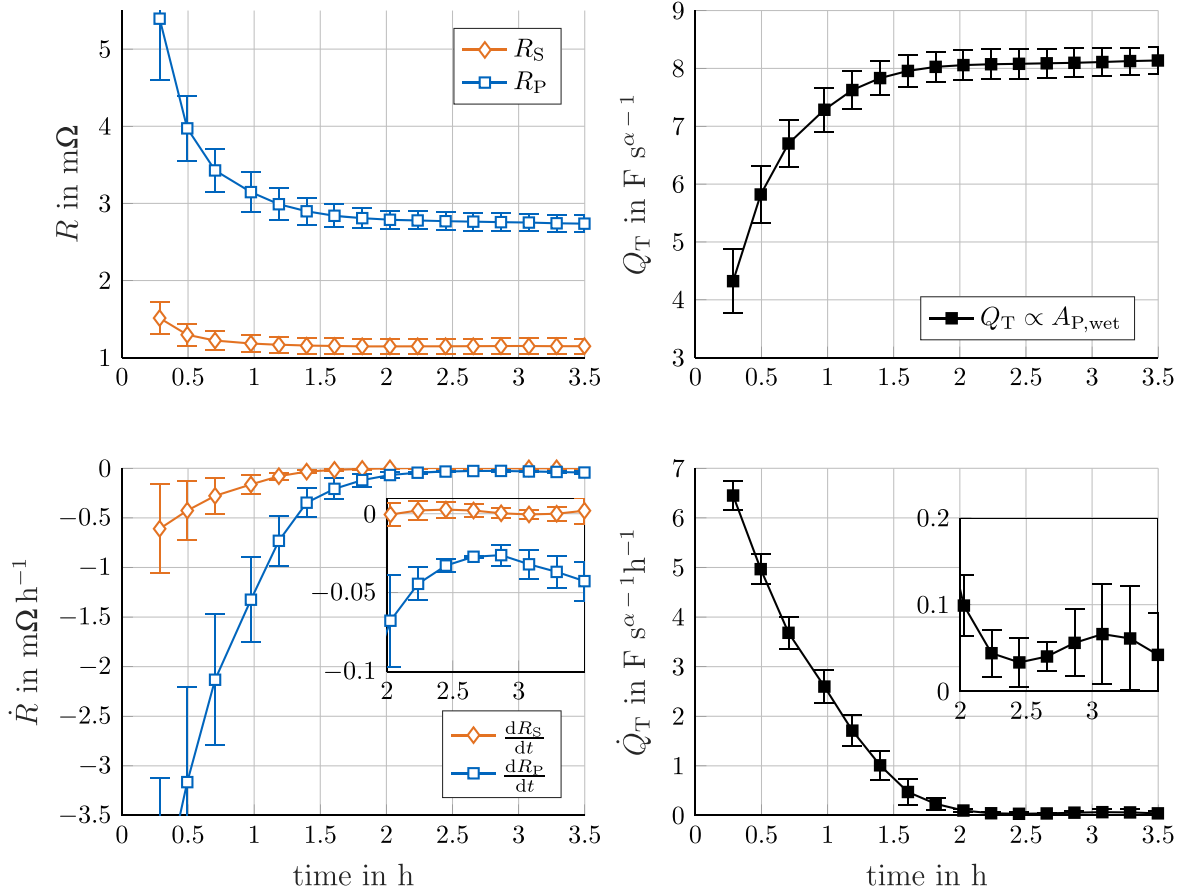 R in mΩ
5
4
3
2
1
0 0.5 1 1.5 2 2.5 3 3.5
R_S
R_P
Q_T in F s^{α−1}
9
8
7
6
5
4
3
0 0.5 1 1.5 2 2.5 3 3.5
Q_T ∝ A_{P,wet}
Ṙ in mΩ h^{−1}
0
−0.5
−1
−1.5
−2
−2.5
−3
−3.5
0 0.5 1 1.5 2 2.5 3 3.5
time in h
0
−0.05
−0.1
2 2.5 3
dR_S/dt
dR_P/dt
Q̇_T in F s^{α−1}h^{−1}
7
6
5
4
3
2
1
0
0 0.5 1 1.5 2 2.5 3 3.5
time in h
0.2
0.1
0
2 2.5 3